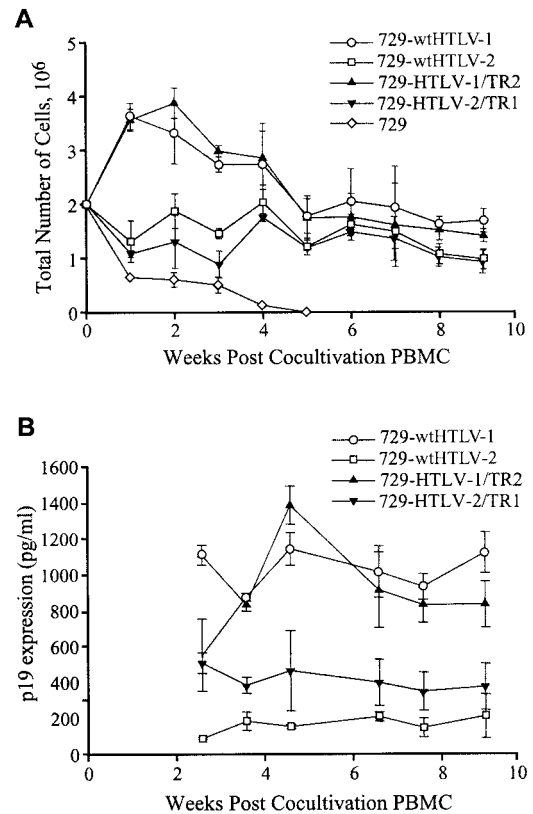 A
5
4
3
2
1
0
Total Number of Cells, 10⁶
729-wtHTLV-1
729-wtHTLV-2
729-HTLV-1/TR2
729-HTLV-2/TR1
729
0 2 4 6 8 10
Weeks Post Cocultivation PBMC
B
1600
1400
1200
1000
800
600
400
200
0
p19 expression (pg/ml)
729-wtHTLV-1
729-wtHTLV-2
729-HTLV-1/TR2
729-HTLV-2/TR1
0 2 4 6 8 10
Weeks Post Cocultivation PBMC